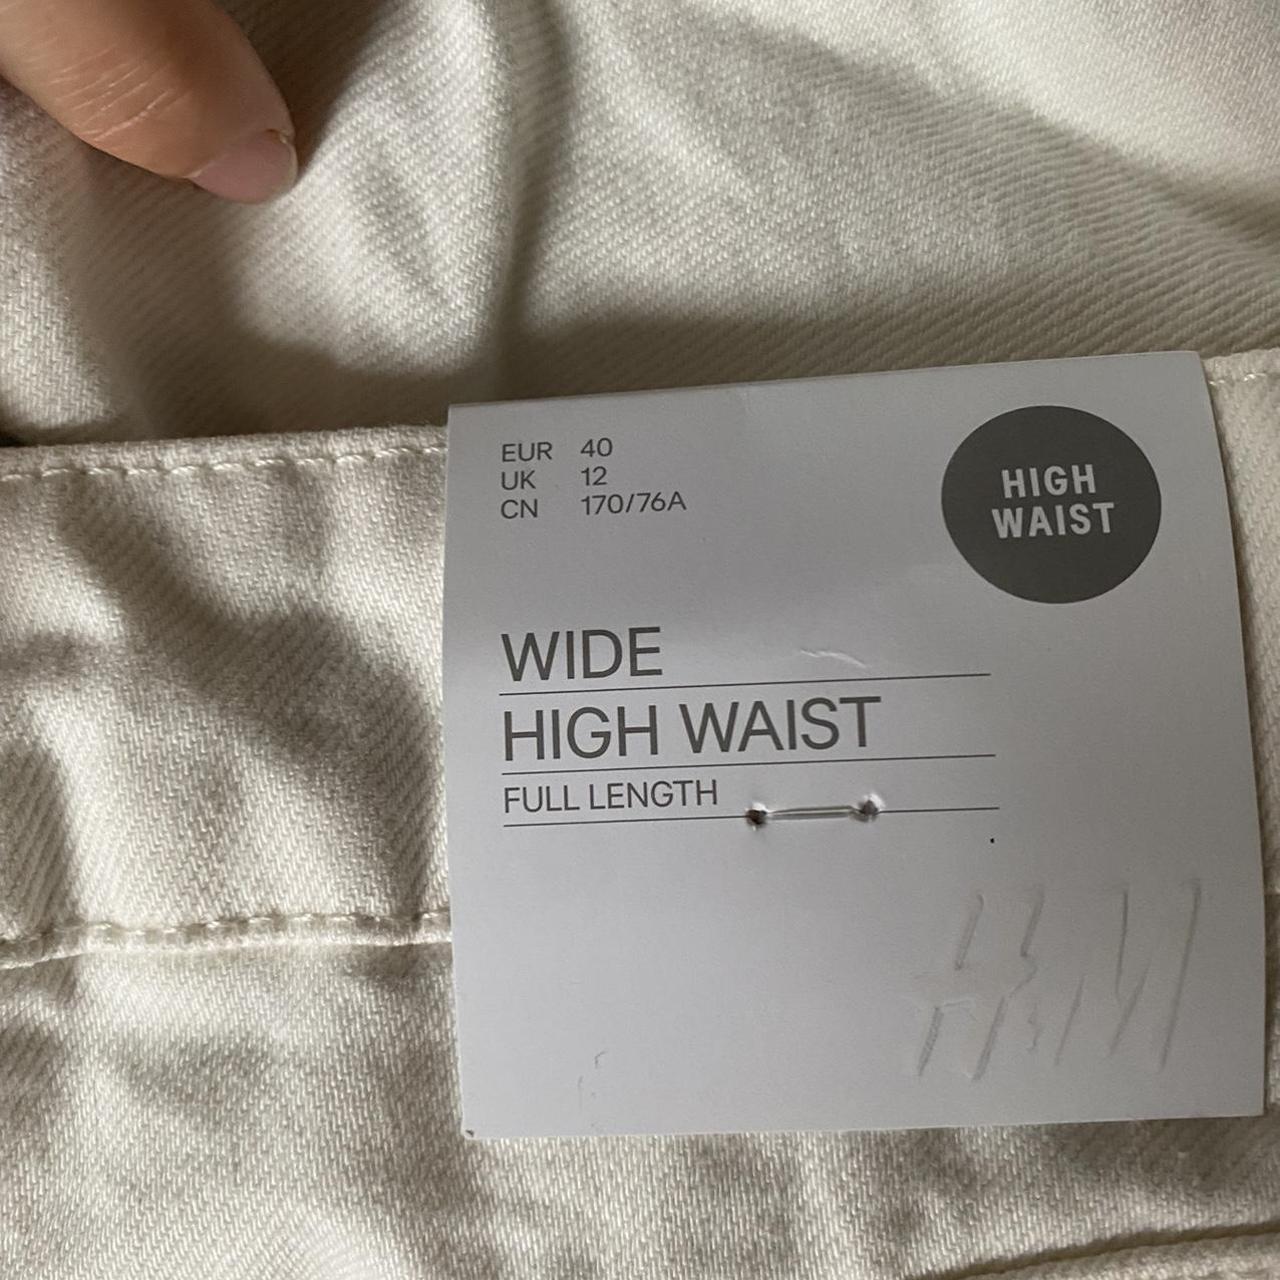 EUR 40
UK 12
CN 170/76A
HIGH
WAIST
WIDE
HIGH WAIST
FULL LENGTH